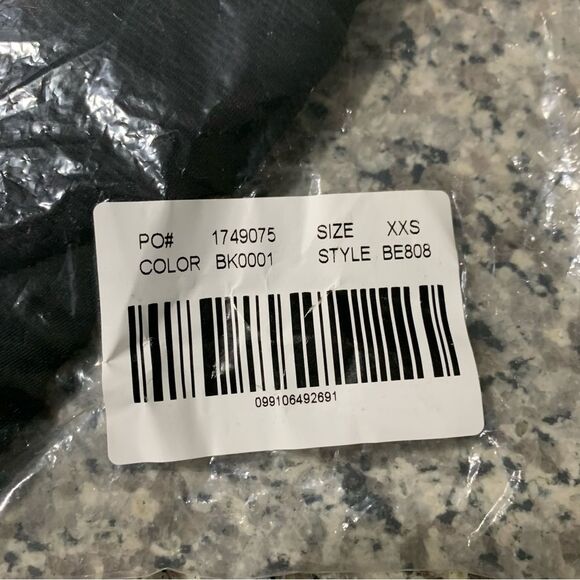 PO# 1749075 SIZE XXS
COLOR BK0001 STYLE BE808
099106492691